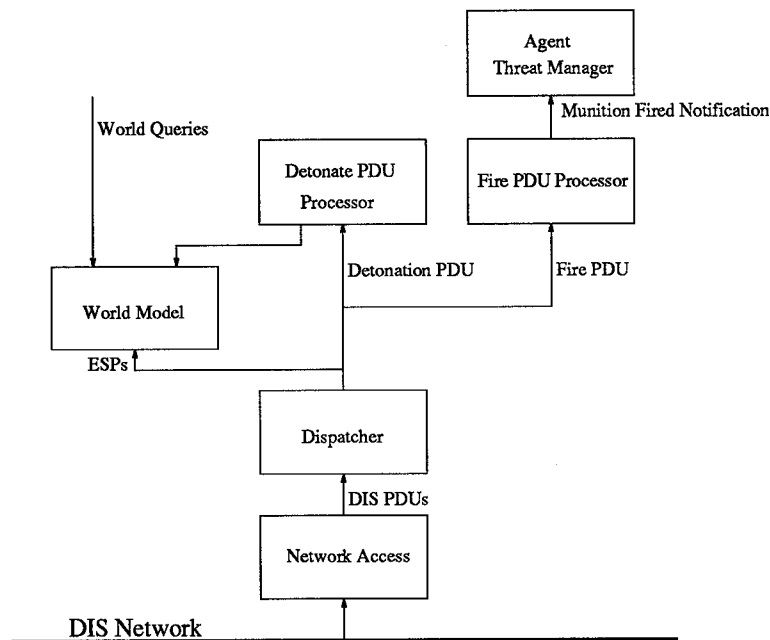 Agent
Threat Manager
Munition Fired Notification
World Queries
Detonate PDU
Processor
Fire PDU Processor
Detonation PDU
Fire PDU
World Model
ESPs
Dispatcher
DIS PDUs
Network Access
DIS Network